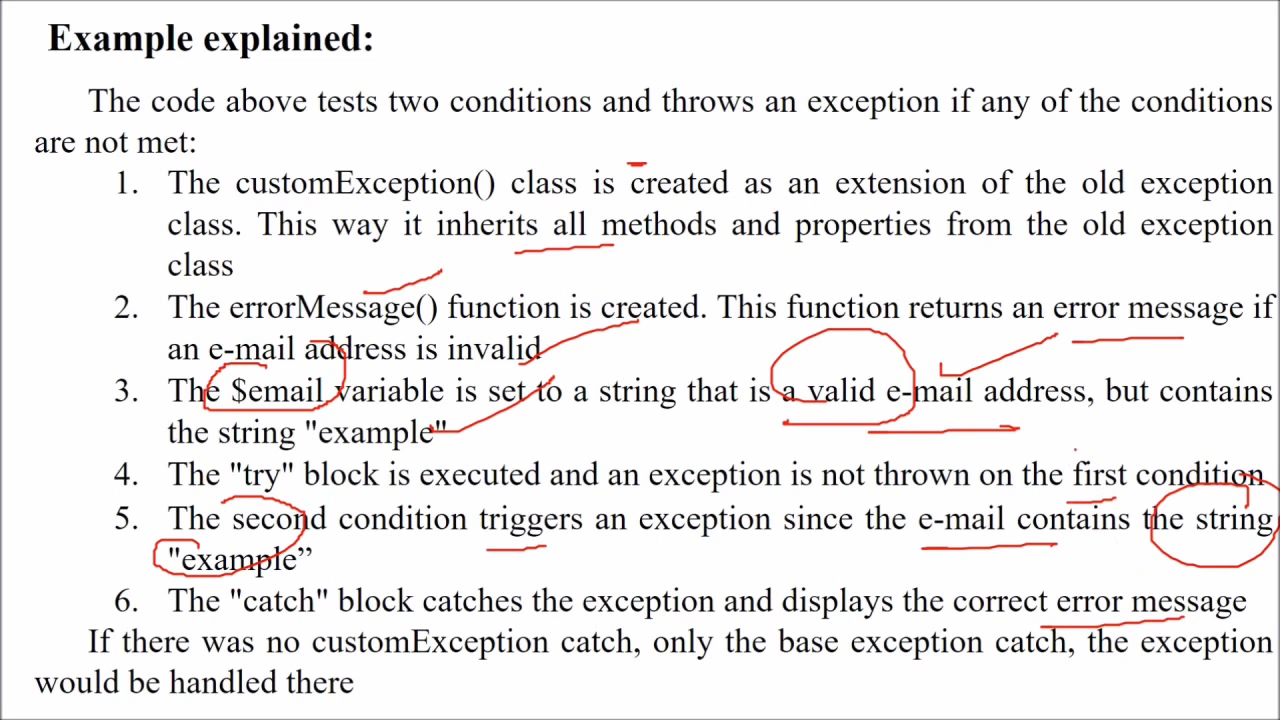 Example explained:
The code above tests two conditions and throws an exception if any of the conditions
are not met:
1. The customException() class is created as an extension of the old exception
class. This way it inherits all methods and properties from the old exception
class
2. The errorMessage() function is created. This function returns an error message if
an e-mail address is invalid
3. The $email variable is set to a string that is a valid e-mail address, but contains
the string "example"
4. The "try" block is executed and an exception is not thrown on the first condition
5. The second condition triggers an exception since the e-mail contains the string
"example”
6. The "catch" block catches the exception and displays the correct error message
If there was no customException catch, only the base exception catch, the exception
would be handled there